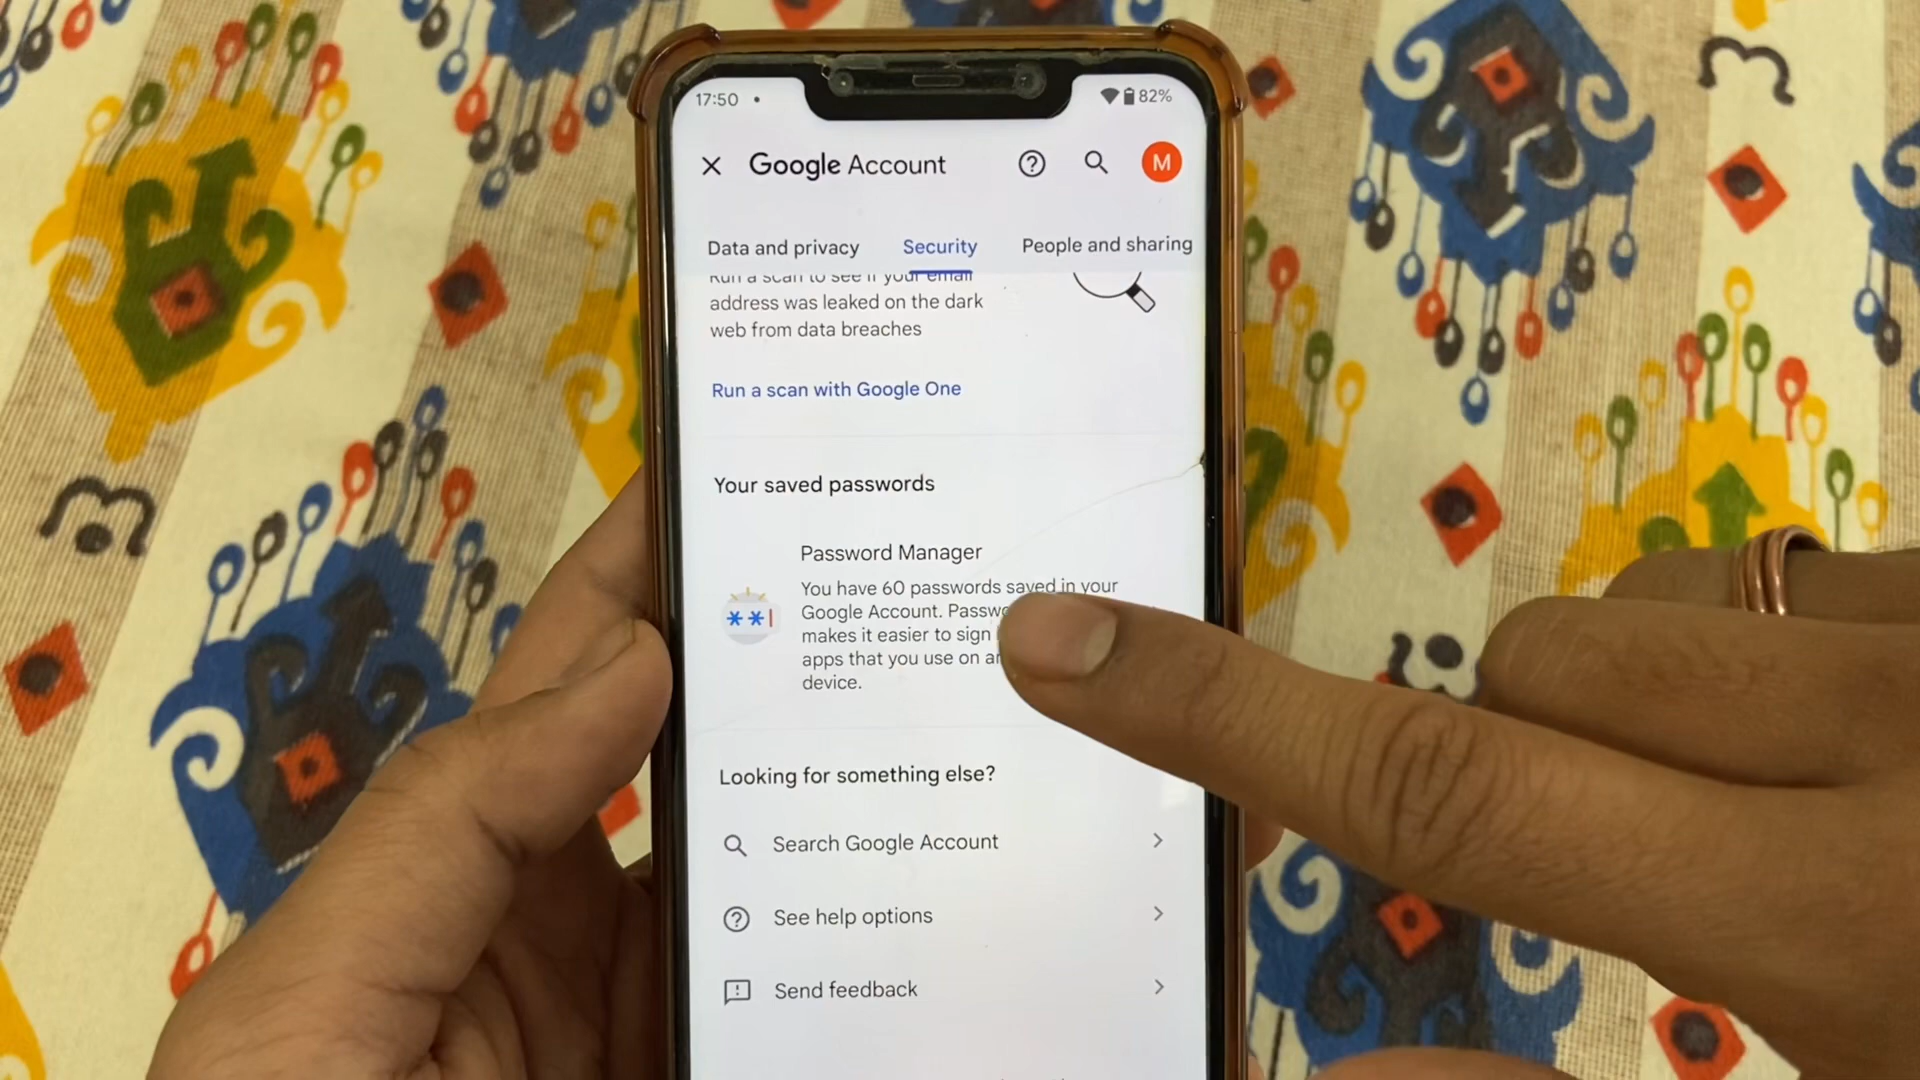 17:50
82%
Google Account
M
Data and privacy
Security
People and sharing
Run a scan to see if your email
address was leaked on the dark
web from data breaches
Run a scan with Google One
Your saved passwords
Password Manager
You have 60 passwords saved in your
Google Account.
makes it easier to sign
apps that you use on
device.
Looking for something else?
Search Google Account
See help options
Send feedback